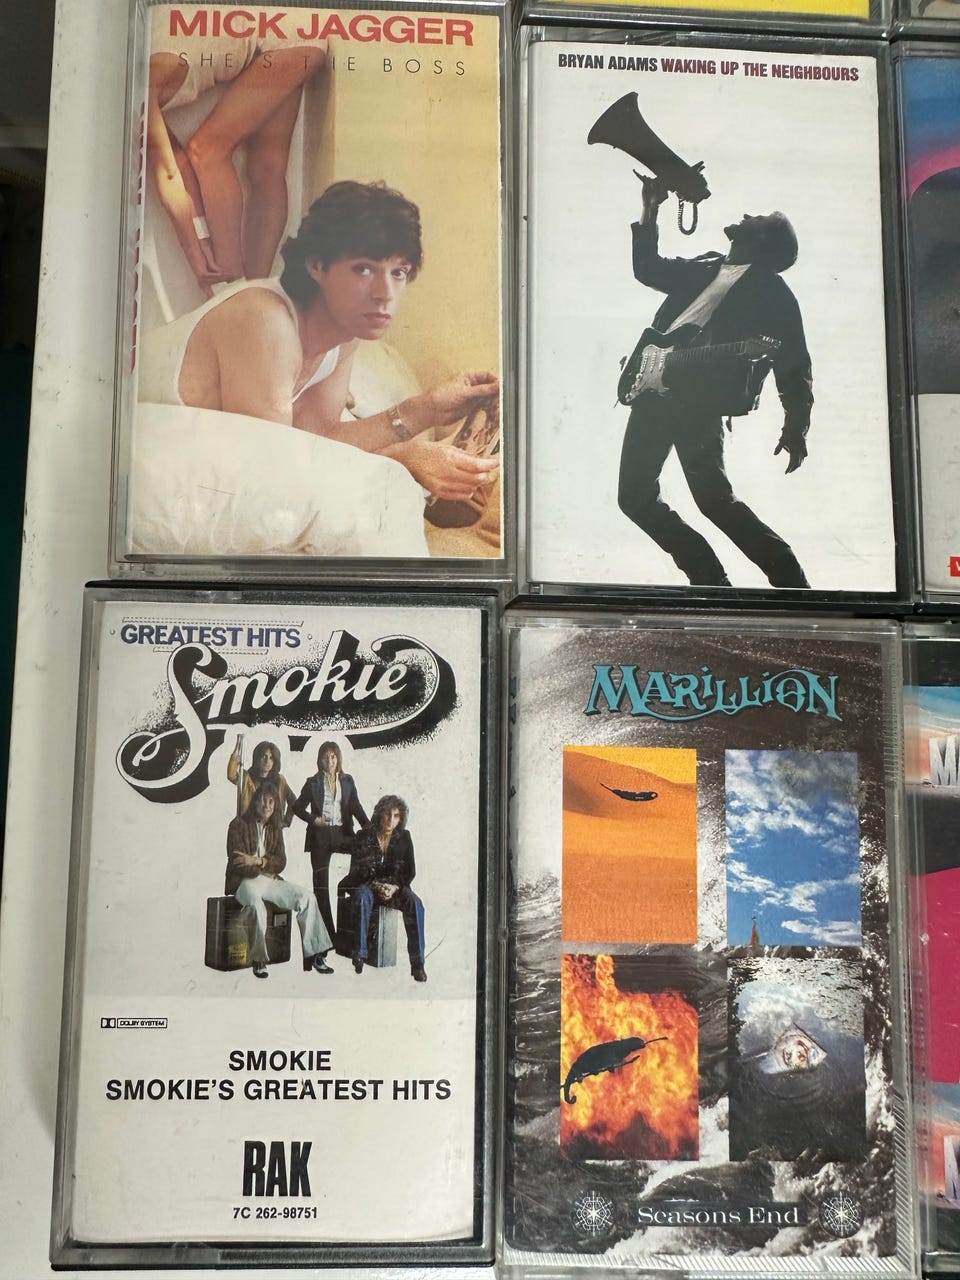 MICK JAGGER
SHE'S THE BOSS
BRYAN ADAMS WAKING UP THE NEIGHBOURS
GREATEST HITS
Smokie
DOLBY SYSTEM
SMOKIE
SMOKIE'S GREATEST HITS
RAK
7C 262-98751
MARILLION
Seasons End